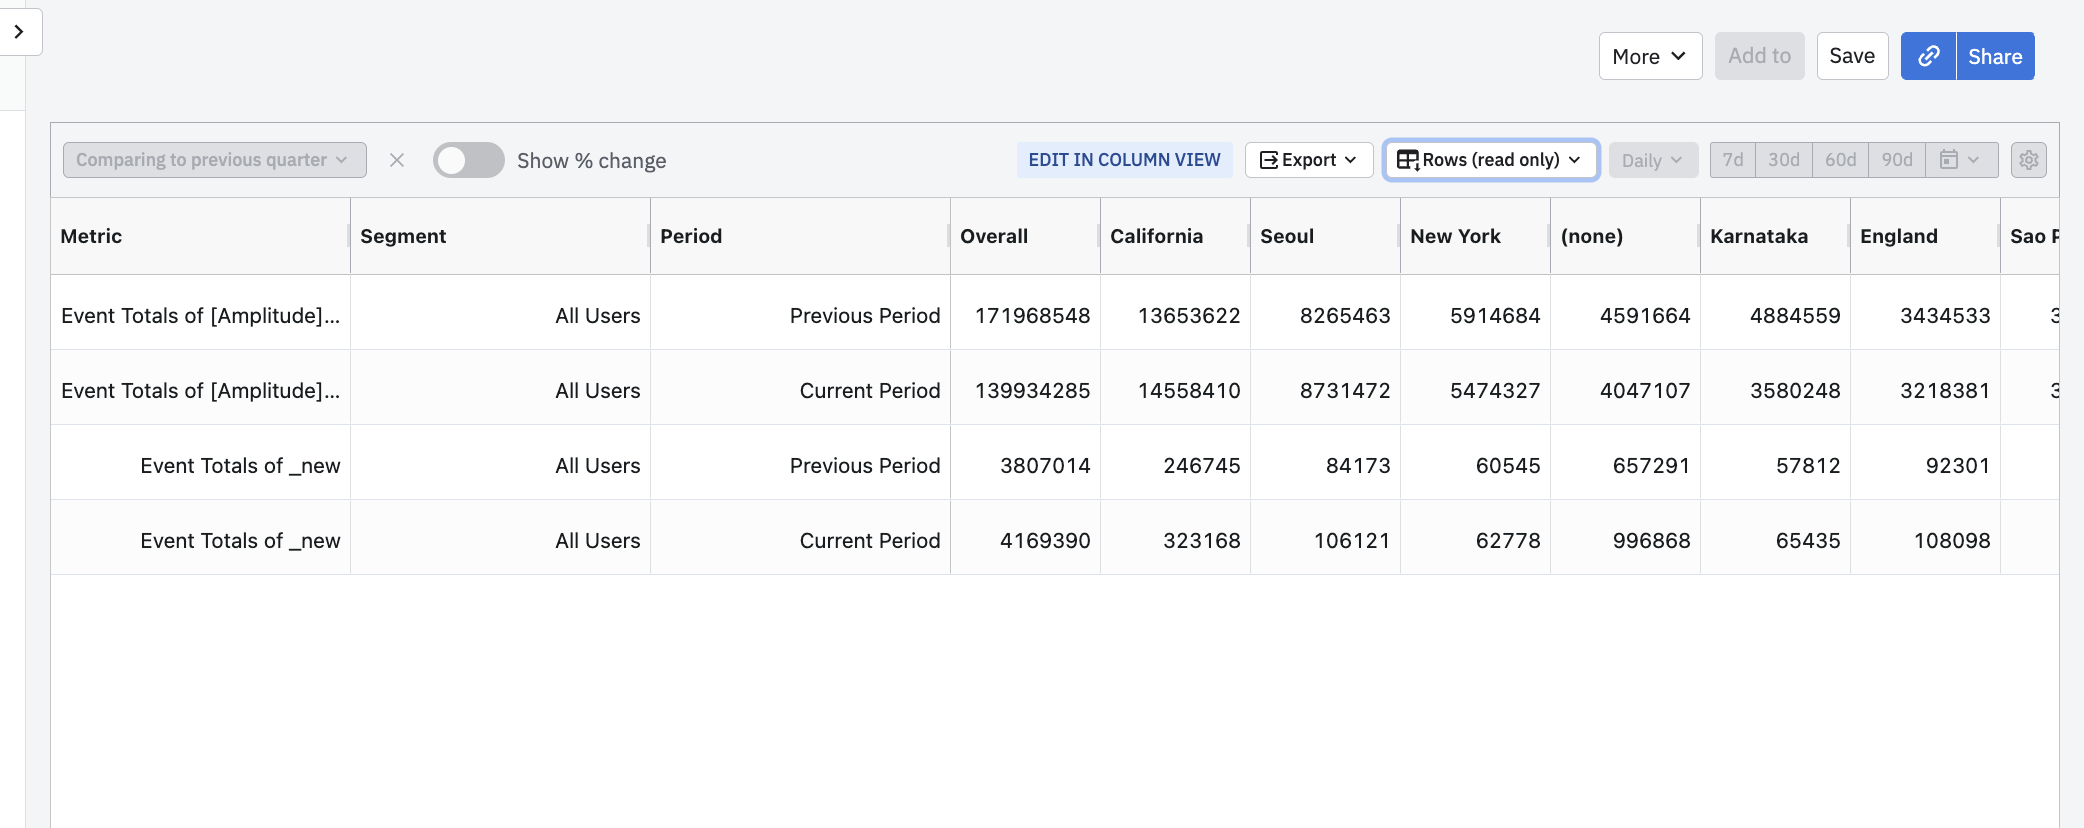 More Add to Save Share
Comparing to previous quarter Show % change EDIT IN COLUMN VIEW Export Rows (read only) Daily 7d 30d 60d 90d
Metric Segment Period Overall California Seoul New York (none) Karnataka England Sao
Event Totals of [Amplitude]... All Users Previous Period 171968548 13653622 8265463 5914684 4591664 4884559 3434533
Event Totals of [Amplitude]... All Users Current Period 139934285 14558410 8731472 5474327 4047107 3580248 3218381
Event Totals of _new All Users Previous Period 3807014 246745 84173 60545 657291 57812 92301
Event Totals of _new All Users Current Period 4169390 323168 106121 62778 996868 65435 108098